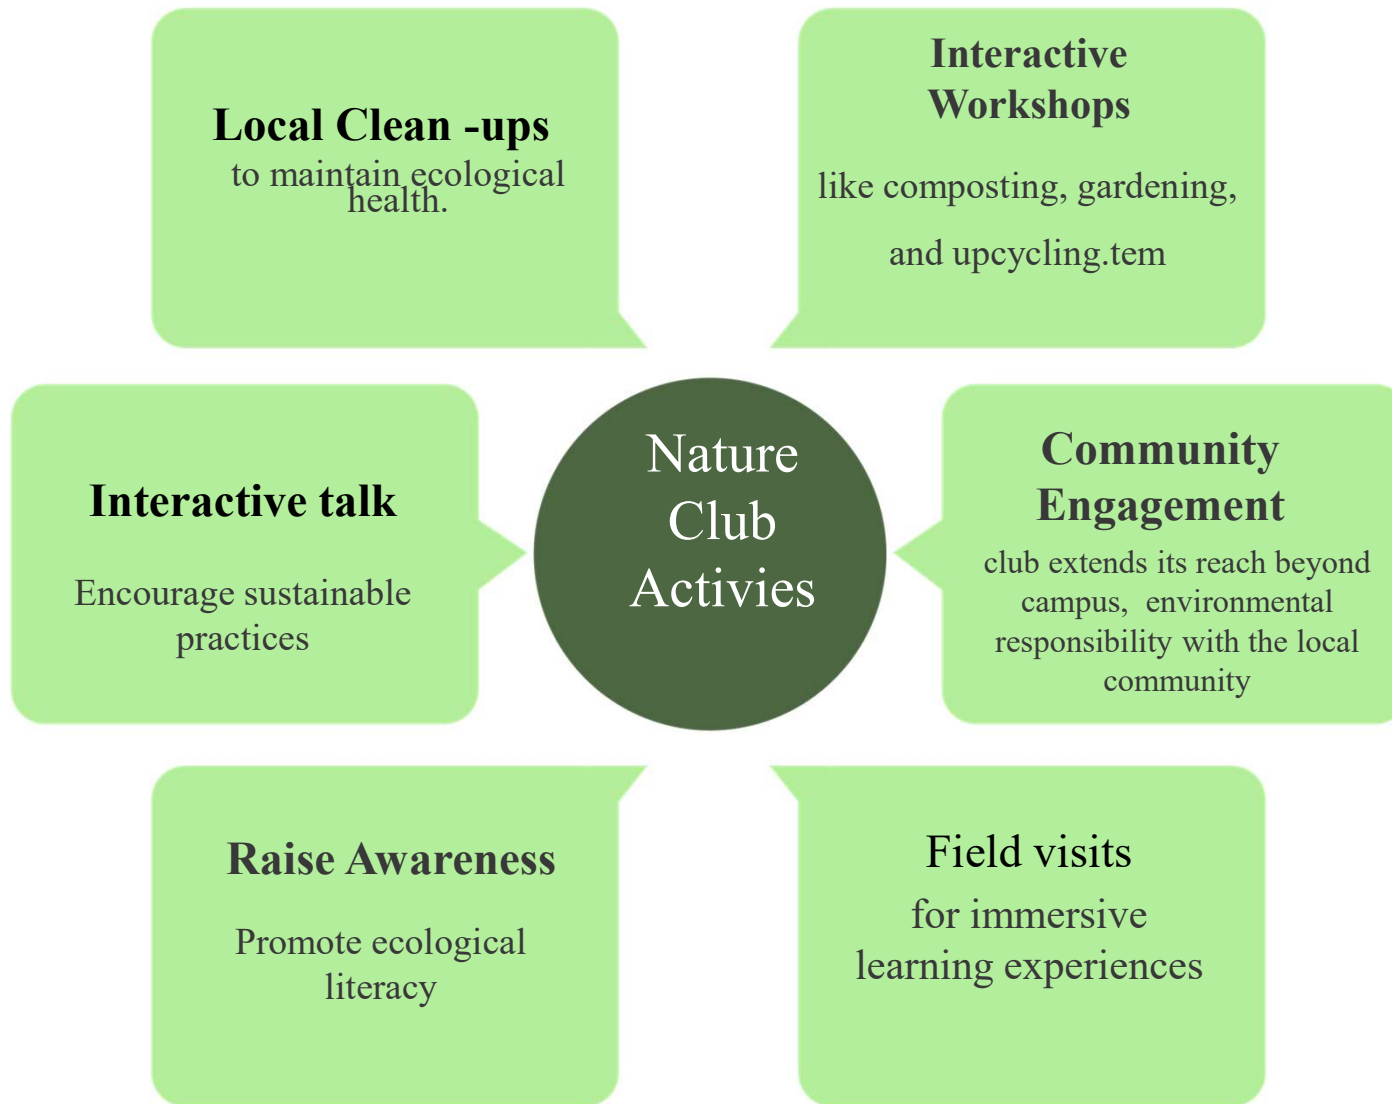 Local Clean -ups
to maintain ecological
health.
Interactive
Workshops
like composting, gardening,
and upcycling.tem
Interactive talk
Encourage sustainable
practices
Nature
Club
Activies
Community
Engagement
club extends its reach beyond
campus, environmental
responsibility with the local
community
Raise Awareness
Promote ecological
literacy
Field visits
for immersive
learning experiences